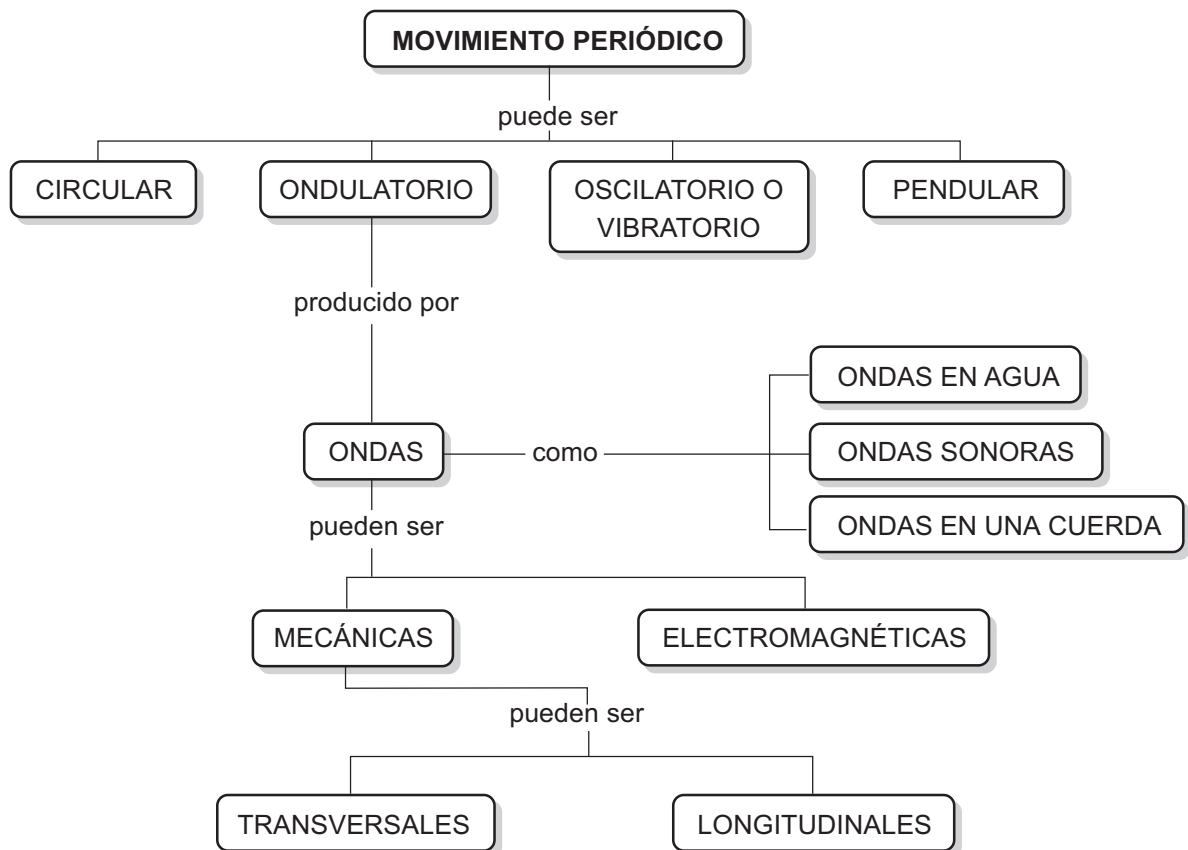 MOVIMIENTO PERIÓDICO
puede ser
CIRCULAR
ONDULATORIO
OSCILATORIO O
VIBRATORIO
PENDULAR
producido por
ONDAS
como
ONDAS EN AGUA
ONDAS SONORAS
ONDAS EN UNA CUERDA
pueden ser
MECÁNICAS
ELECTROMAGNÉTICAS
pueden ser
TRANSVERSALES
LONGITUDINALES